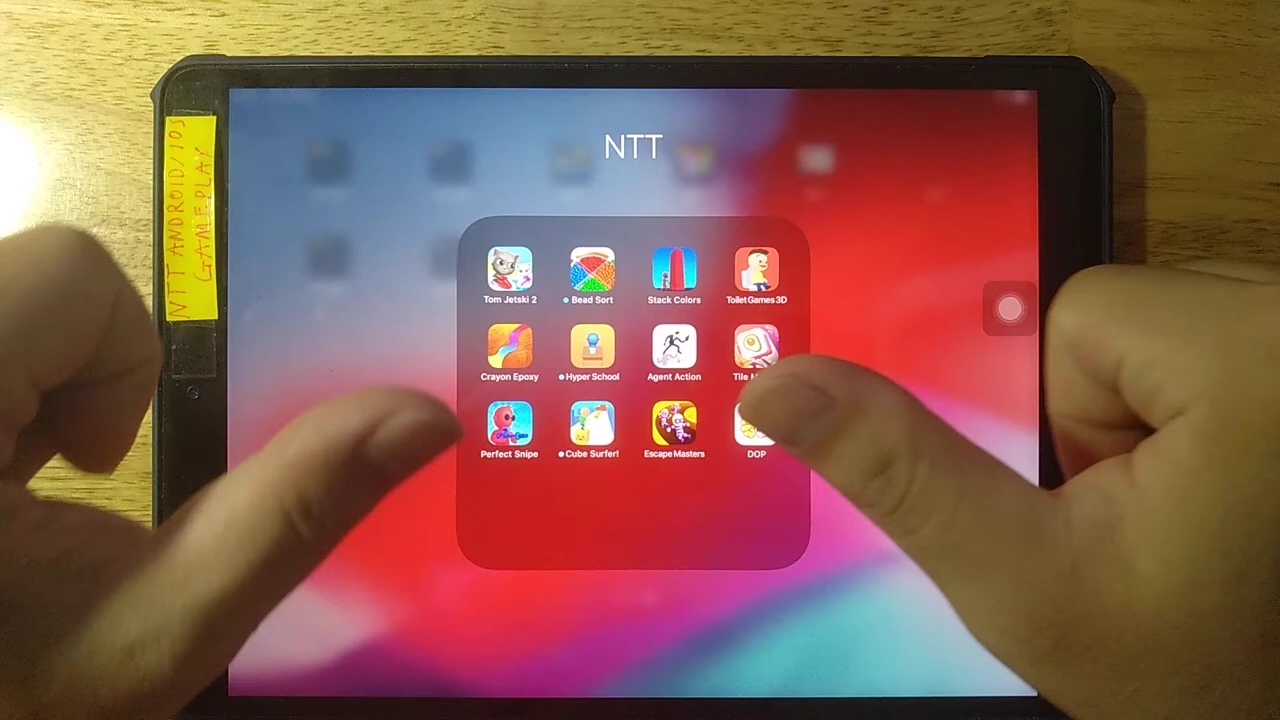 NTT ANDROID/IOS
GAMEPLAY
NTT
Tom Jetski 2
Bead Sort
Stack Colors
Toilet Games 3D
Crayon Epoxy
Hyper School
Agent Action
Tile
Perfect Snipe
Cube Surfer!
Escape Masters
DOP